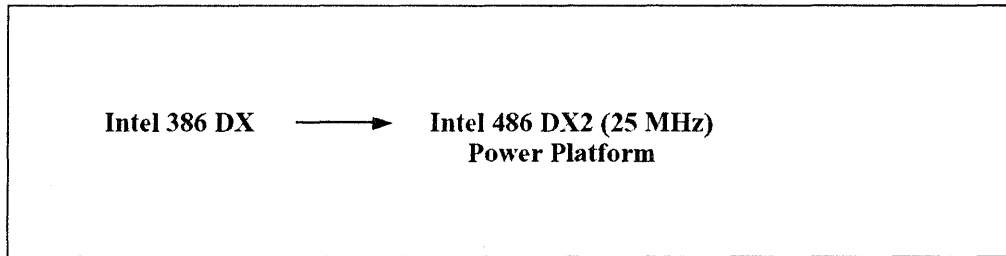 Intel 386 DX → Intel 486 DX2 (25 MHz)
Power Platform